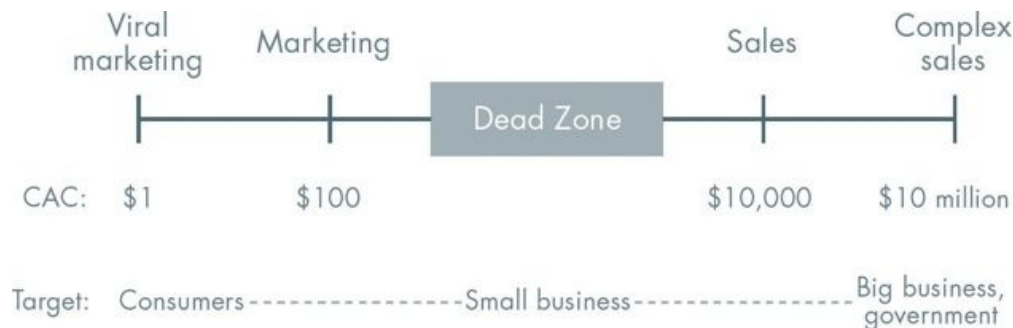 Viral
marketing
Marketing
Sales
Complex
sales
Dead Zone
CAC: $1 $100 $10,000 $10 million
Target: Consumers Small business Big business,
government